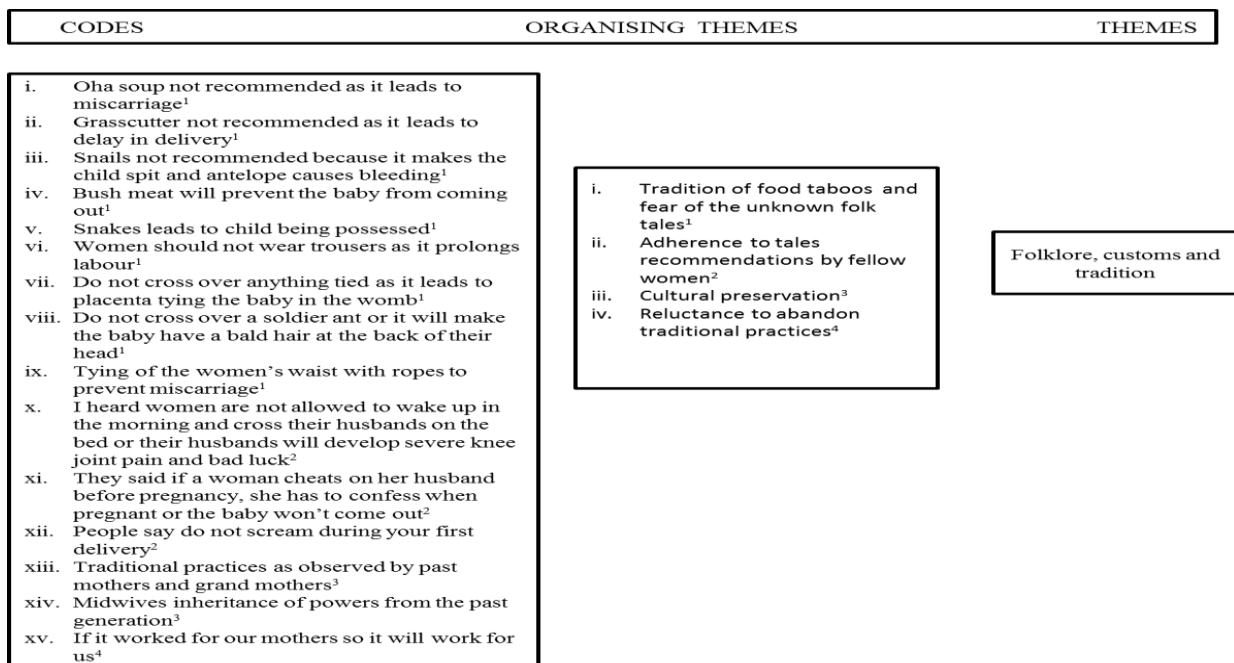 CODES ORGANISING THEMES THEMES
i. Oha soup not recommended as it leads to
miscarriage¹
ii. Grasscutter not recommended as it leads to
delay in delivery¹
iii. Snails not recommended because it makes the
child spit and antelope causes bleeding¹
iv. Bush meat will prevent the baby from coming
out¹
v. Snakes leads to child being possessed¹
vi. Women should not wear trousers as it prolongs
labour¹
vii. Do not cross over anything tied as it leads to
placenta tying the baby in the womb¹
viii. Do not cross over a soldier ant or it will make
the baby have a bald hair at the back of their
head¹
ix. Tying of the women's waist with ropes to
prevent miscarriage¹
x. I heard women are not allowed to wake up in
the morning and cross their husbands on the
bed or their husbands will develop severe knee
joint pain and bad luck²
xi. They said if a woman cheats on her husband
before pregnancy, she has to confess when
pregnant or the baby won't come out²
xii. People say do not scream during your first
delivery²
xiii. Traditional practices as observed by past
mothers and grand mothers³
xiv. Midwives inheritance of powers from the past
generation³
xv. If it worked for our mothers so it will work for
us⁴
i. Tradition of food taboos and
fear of the unknown folk
tales¹
ii. Adherence to tales
recommendations by fellow
women²
iii. Cultural preservation³
iv. Reluctance to abandon
traditional practices⁴
Folklore, customs and
tradition